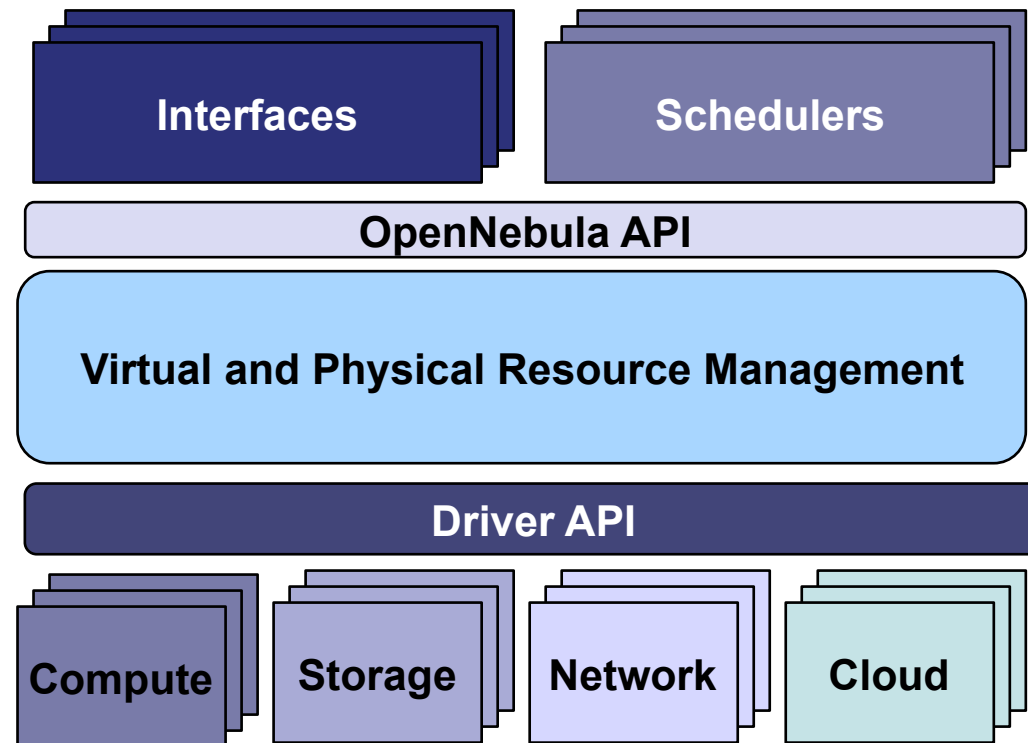 Interfaces
Schedulers
OpenNebula API
Virtual and Physical Resource Management
Driver API
Compute
Storage
Network
Cloud